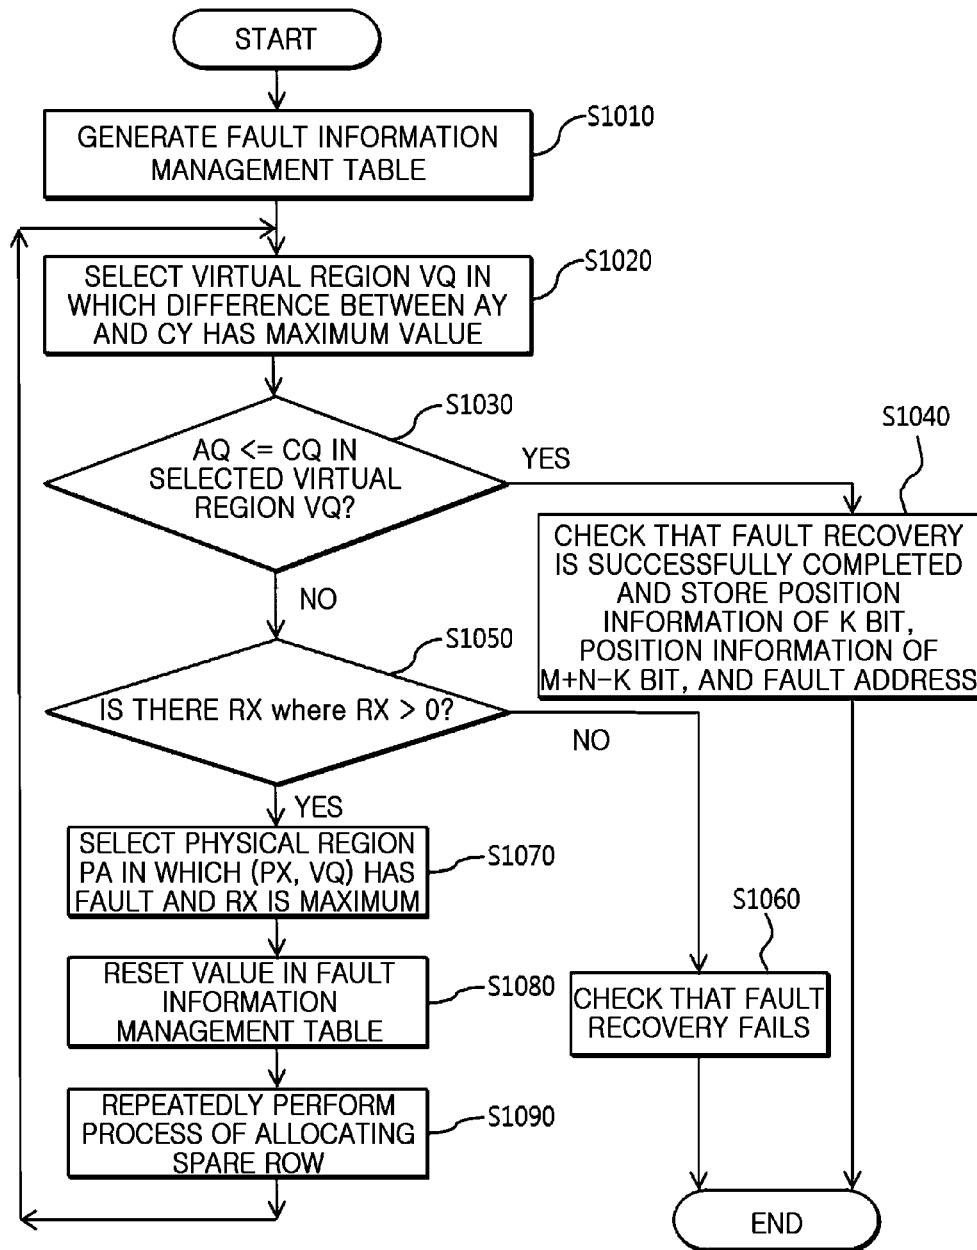 START
GENERATE FAULT INFORMATION
MANAGEMENT TABLE
S1010
SELECT VIRTUAL REGION VQ IN
WHICH DIFFERENCE BETWEEN AY
AND CY HAS MAXIMUM VALUE
S1020
AQ <= CQ IN
SELECTED VIRTUAL
REGION VQ?
S1030
YES
NO
S1040
CHECK THAT FAULT RECOVERY
IS SUCCESSFULLY COMPLETED
AND STORE POSITION
INFORMATION OF K BIT,
POSITION INFORMATION OF
M+N-K BIT, AND FAULT ADDRESS
S1050
IS THERE RX where RX > 0?
NO
YES
SELECT PHYSICAL REGION
PA IN WHICH (PX, VQ) HAS
FAULT AND RX IS MAXIMUM
S1070
S1060
CHECK THAT FAULT
RECOVERY FAILS
RESET VALUE IN FAULT
INFORMATION
MANAGEMENT TABLE
S1080
REPEATEDLY PERFORM
PROCESS OF ALLOCATING
SPARE ROW
S1090
END